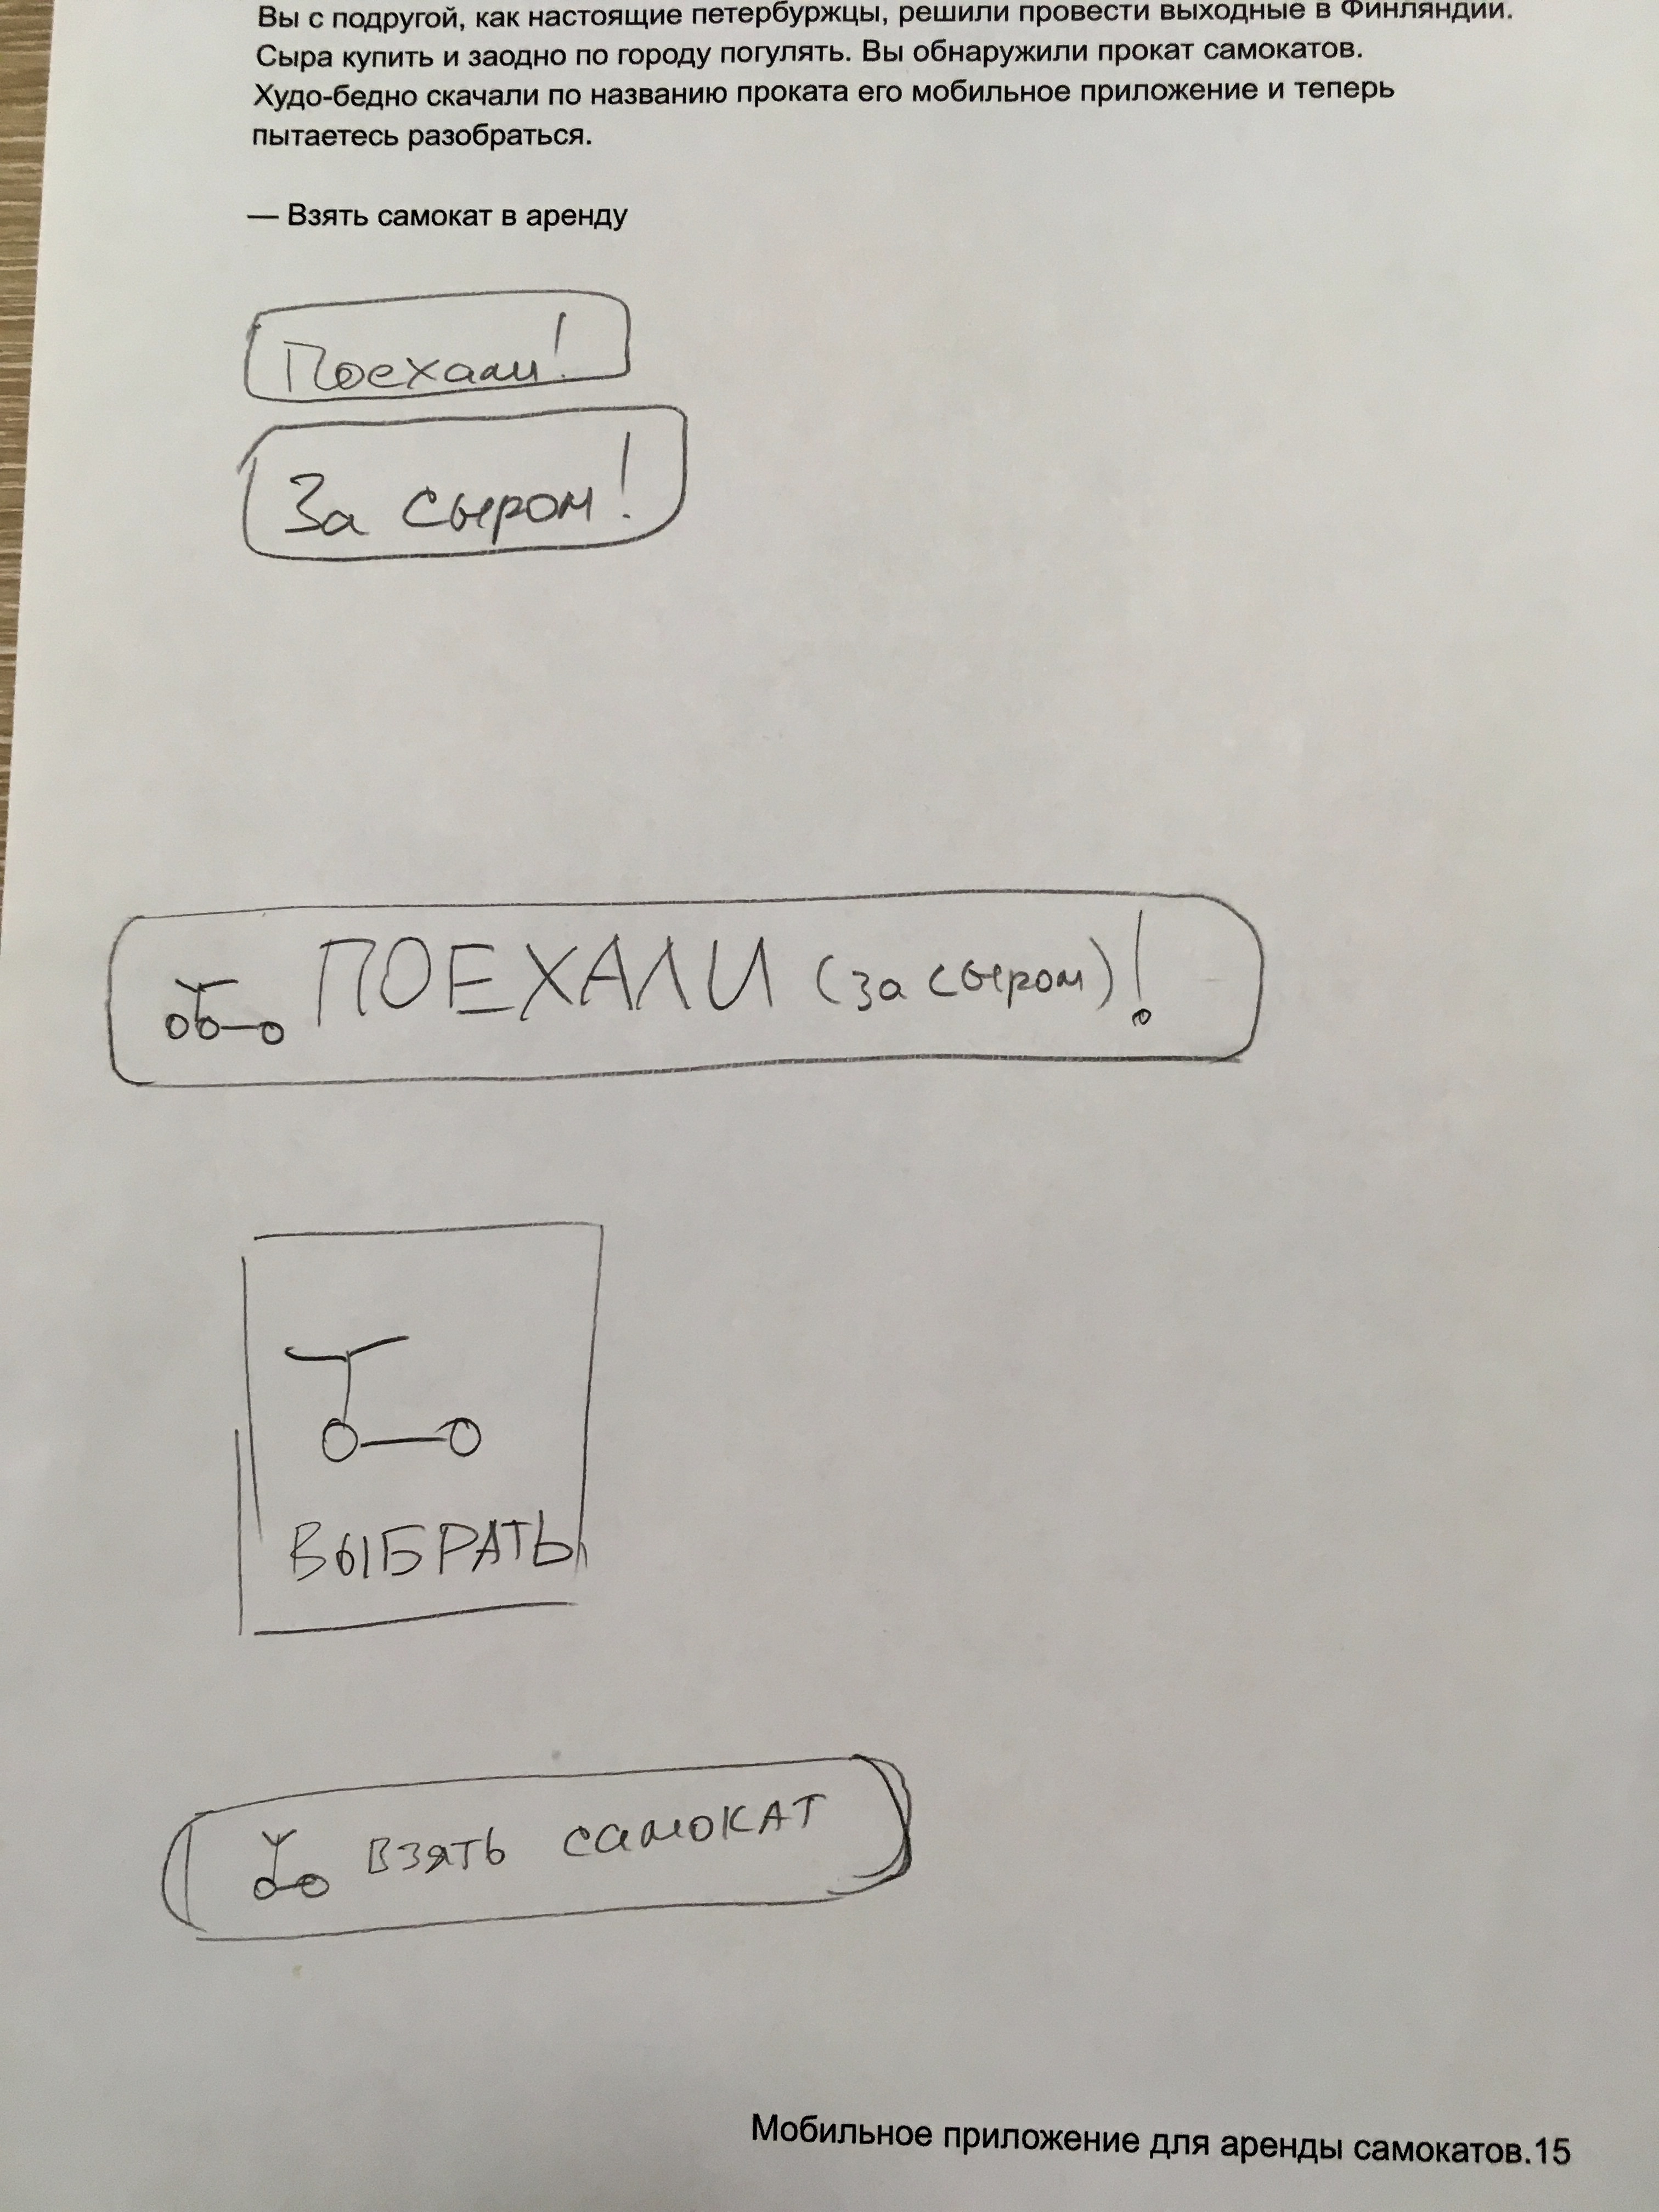 Вы с подругой, как настоящие петербуржцы, решили провести выходные в Финляндии.
Сыра купить и заодно по городу погулять. Вы обнаружили прокат самокатов.
Худо-бедно скачали по названию проката его мобильное приложение и теперь
пытаетесь разобраться.
— Взять самокат в аренду
Поехали!
За сыром!
ПОЕХАЛИ (за сыром)!
ВЫБРАТЬ
ВЗЯТЬ САМОКАТ
Мобильное приложение для аренды самокатов.15